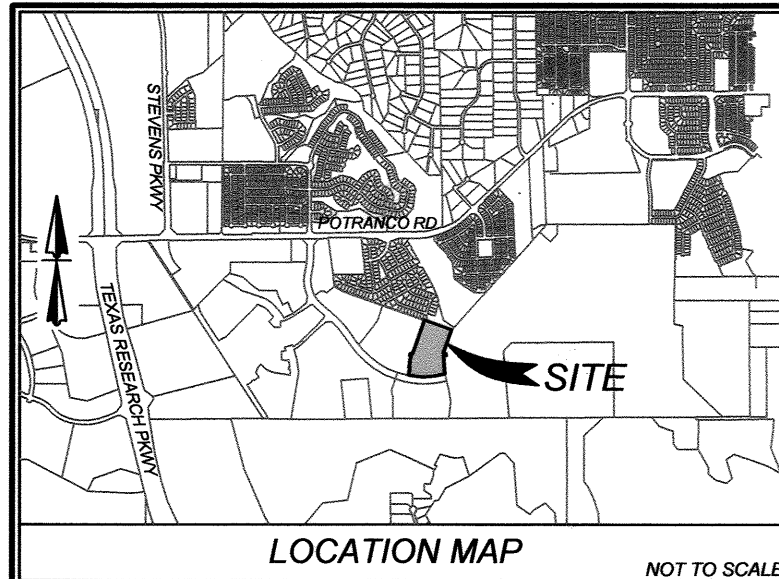 STEVENS PKWY
POTRANCO RD
TEXAS RESEARCH PKWY
SITE
LOCATION MAP
NOT TO SCALE